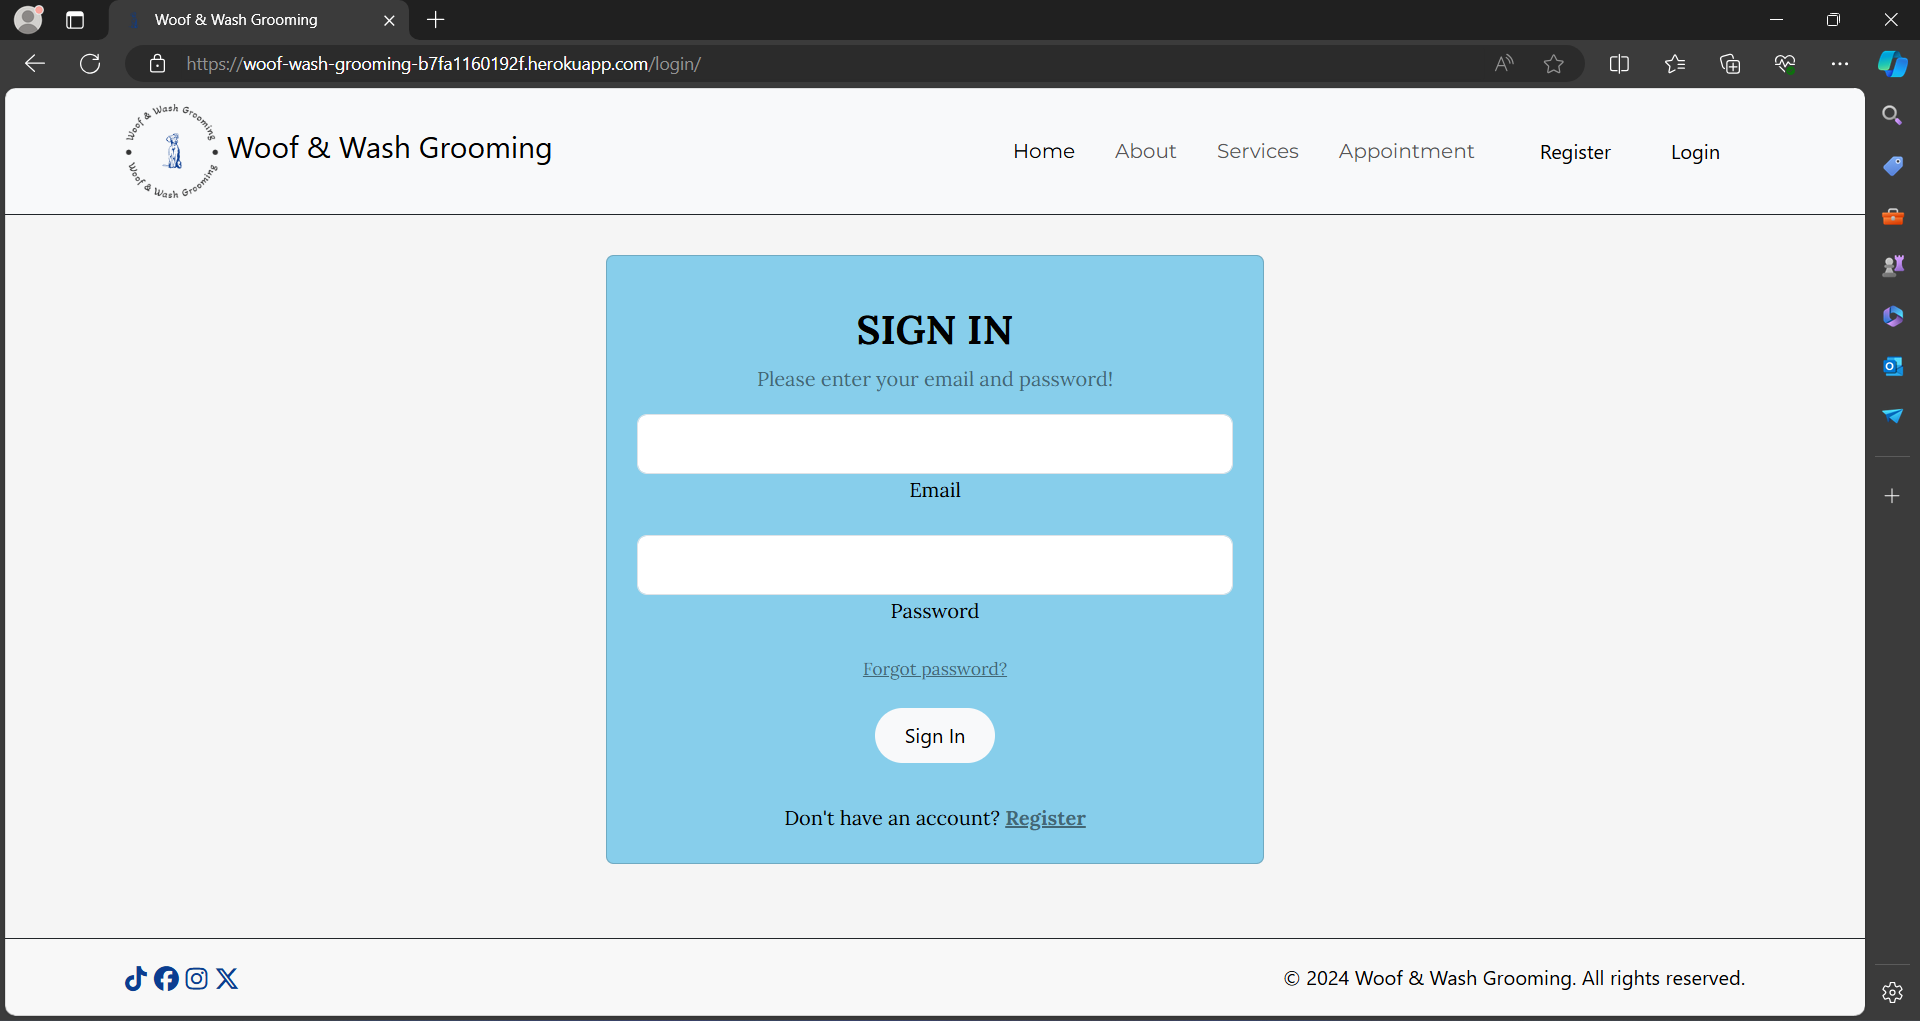 Woof & Wash Grooming
https://woof-wash-grooming-b7fa1160192f.herokuapp.com/login/
Woof & Wash Grooming
Woof & Wash Grooming
Woof & Wash Grooming
Home About Services Appointment Register Login
SIGN IN
Please enter your email and password!
Email
Password
Forgot password?
Sign In
Don't have an account? Register
© 2024 Woof & Wash Grooming. All rights reserved.